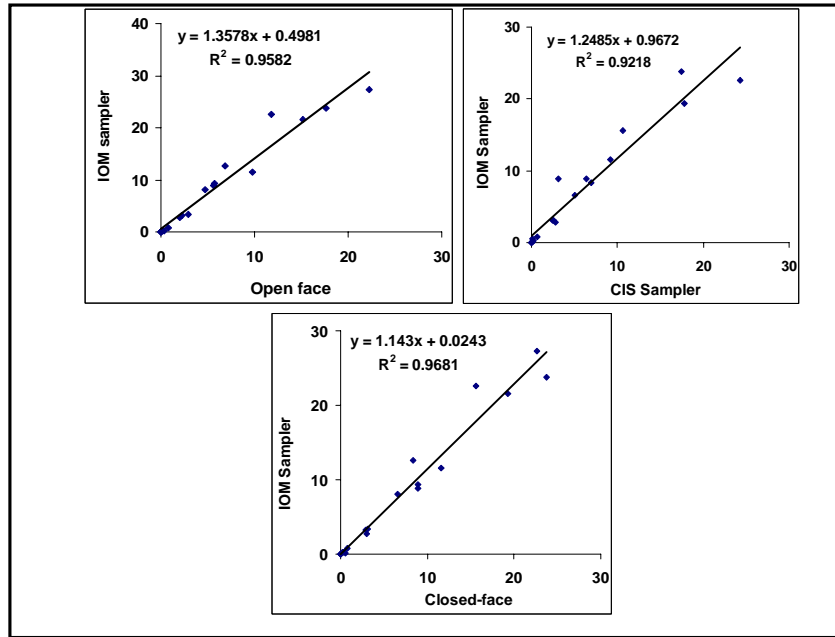 y = 1.3578x + 0.4981
R² = 0.9582
40
30
20
10
0
0 10 20 30
IOM sampler
Open face
y = 1.2485x + 0.9672
R² = 0.9218
30
20
10
0
0 10 20 30
IOM Sampler
CIS Sampler
y = 1.143x + 0.0243
R² = 0.9681
30
20
10
0
0 10 20 30
IOM Sampler
Closed-face